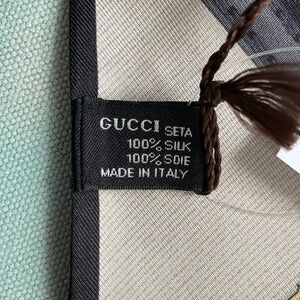 GUCCI SETA
100% SILK
100% SOIE
MADE IN ITALY